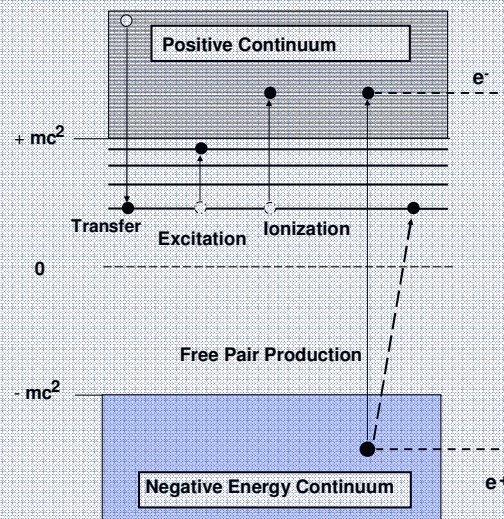 Positive Continuum
e-
+ mc²
Transfer
Excitation
Ionization
0
Free Pair Production
- mc²
Negative Energy Continuum
e+